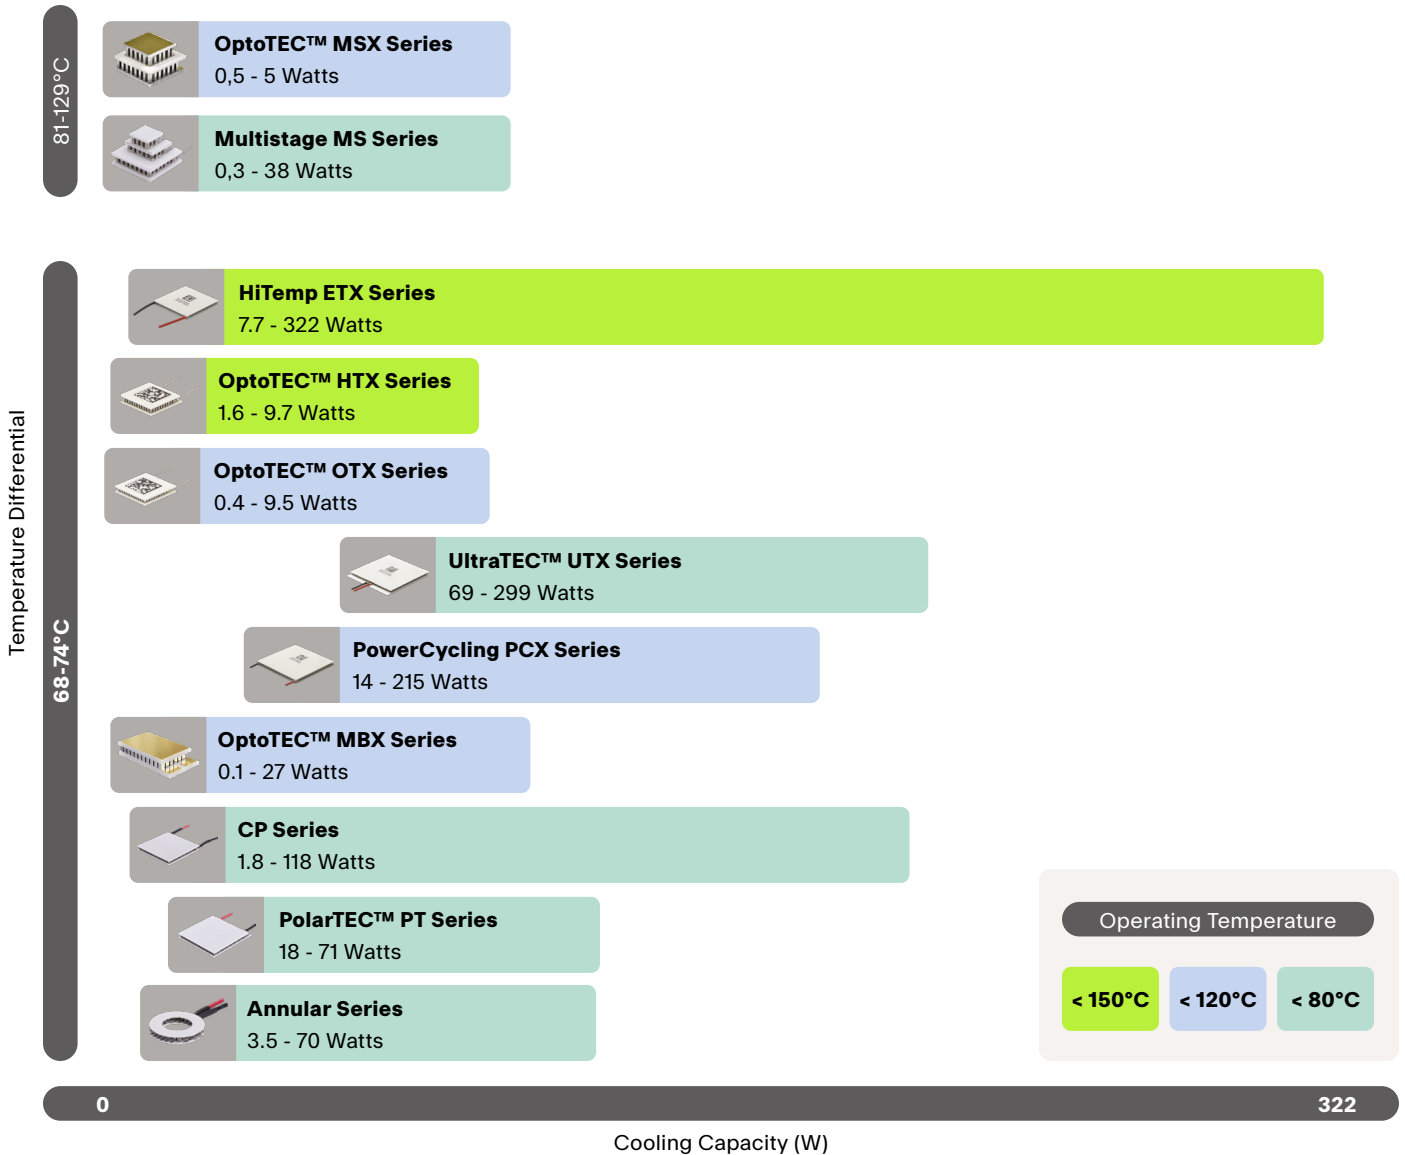 81-129°C
OptoTEC™ MSX Series
0,5 - 5 Watts
Multistage MS Series
0,3 - 38 Watts
Temperature Differential
68-74°C
HiTemp ETX Series
7.7 - 322 Watts
OptoTEC™ HTX Series
1.6 - 9.7 Watts
OptoTEC™ OTX Series
0.4 - 9.5 Watts
UltraTEC™ UTX Series
69 - 299 Watts
PowerCycling PCX Series
14 - 215 Watts
OptoTEC™ MBX Series
0.1 - 27 Watts
CP Series
1.8 - 118 Watts
PolarTEC™ PT Series
18 - 71 Watts
Annular Series
3.5 - 70 Watts
Operating Temperature
< 150°C
< 120°C
< 80°C
0
322
Cooling Capacity (W)